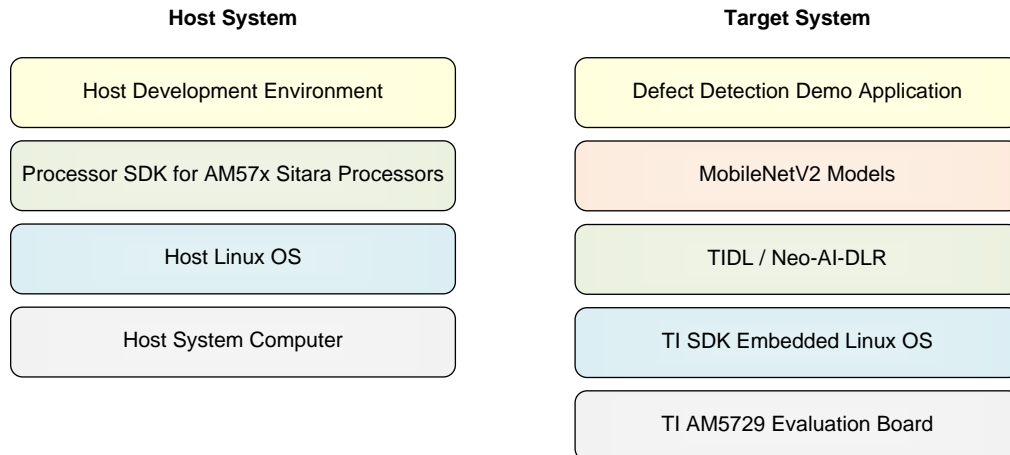 Host System
Host Development Environment
Processor SDK for AM57x Sitara Processors
Host Linux OS
Host System Computer
Target System
Defect Detection Demo Application
MobileNetV2 Models
TIDL / Neo-AI-DLR
TI SDK Embedded Linux OS
TI AM5729 Evaluation Board